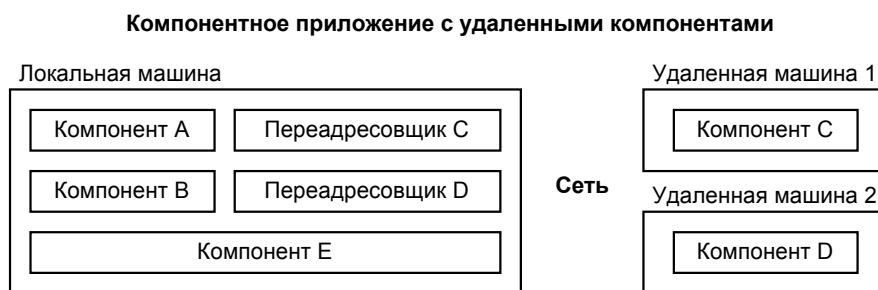 Компонентное приложение с удаленными компонентами
Локальная машина
Компонент A
Переадресовщик C
Компонент B
Переадресовщик D
Компонент E
Сеть
Удаленная машина 1
Компонент C
Удаленная машина 2
Компонент D